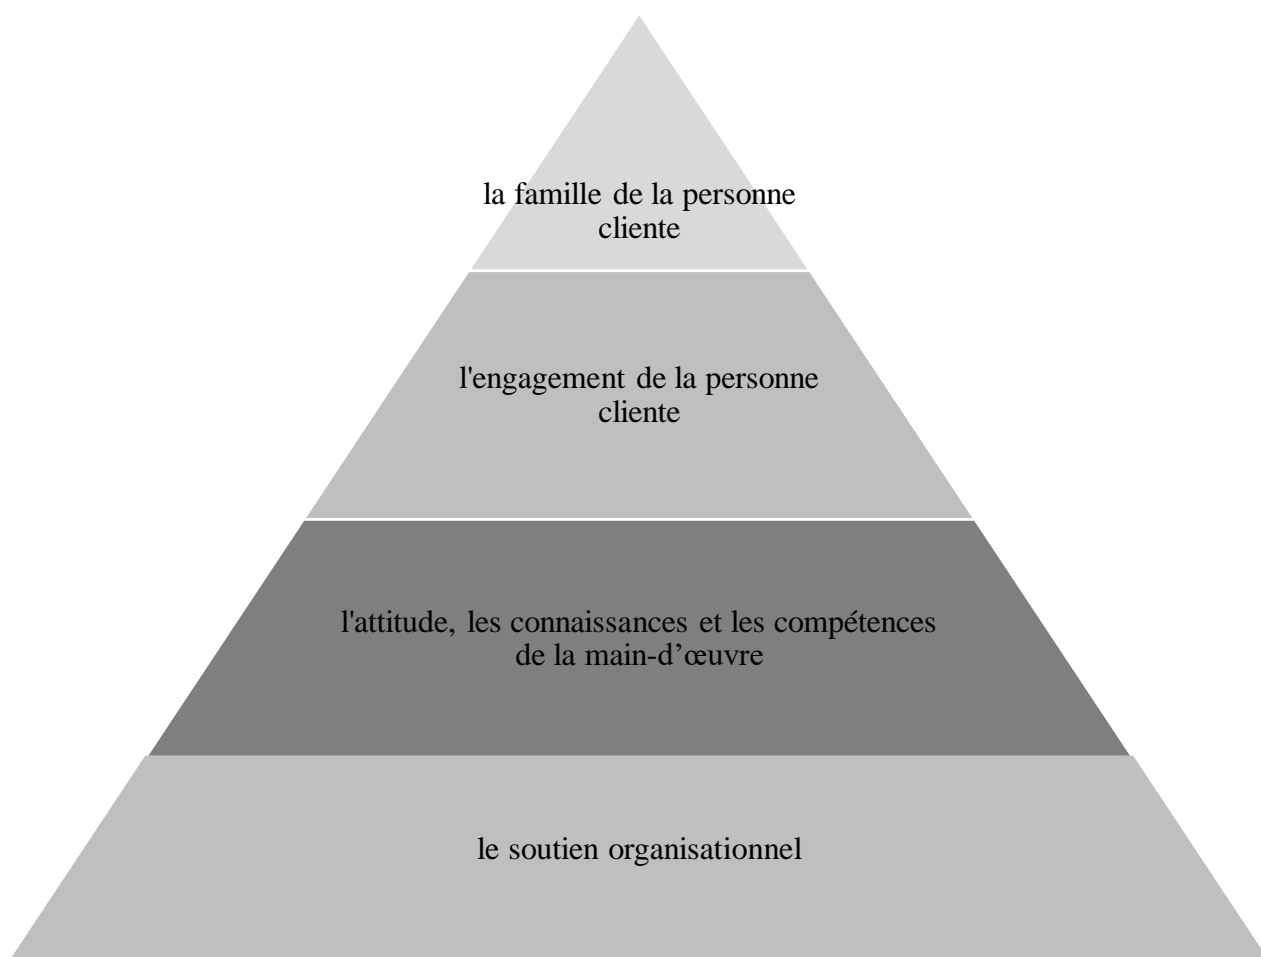 la famille de la personne
cliente
l'engagement de la personne
cliente
l'attitude, les connaissances et les compétences
de la main-d’œuvre
le soutien organisationnel